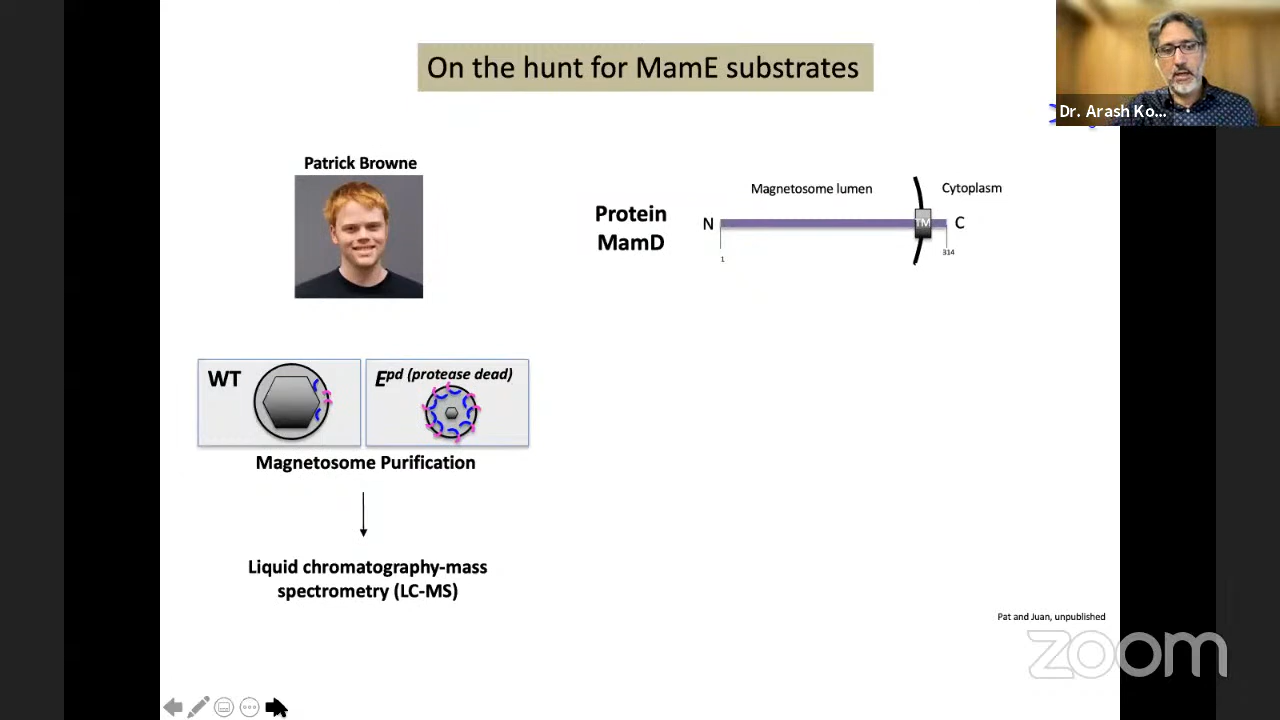 On the hunt for MamE substrates
Dr. Arash Ko...
Patrick Browne
Protein
MamD
Magnetosome lumen
Cytoplasm
N
TM
C
1
314
WT
Epd (protease dead)
Magnetosome Purification
Liquid chromatography-mass
spectrometry (LC-MS)
Pat and Juan, unpublished
zoom